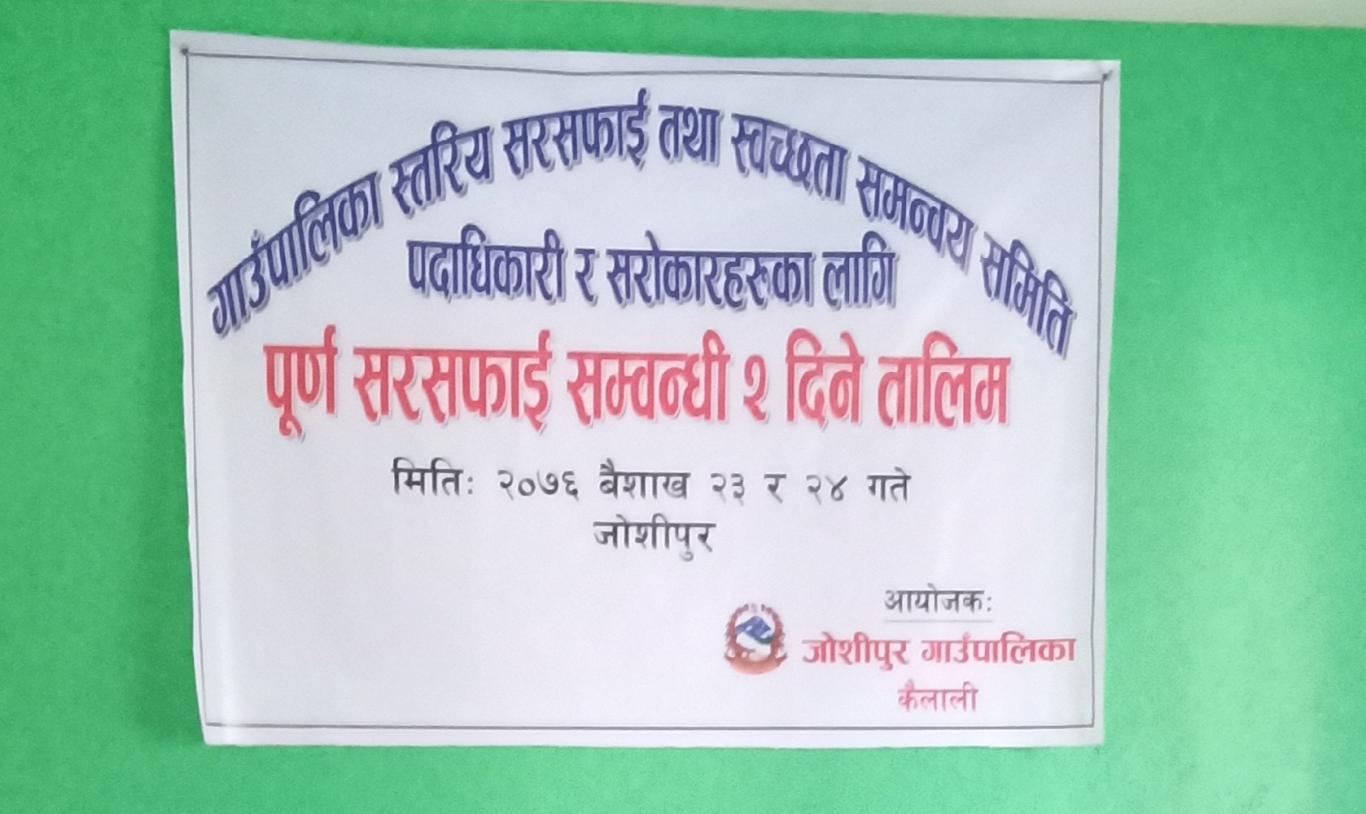 गाउँपालिका स्तरिय सरसफाई तथा स्वच्छता समन्वय समिति
पदाधिकारी र सरोकारहरुका लागि
पूर्ण सरसफाई सम्वन्धी २ दिने तालिम
मितिः २०७६ बैशाख २३ र २४ गते
जोशीपुर
आयोजकः
जोशीपुर गाउँपालिका
कैलाली